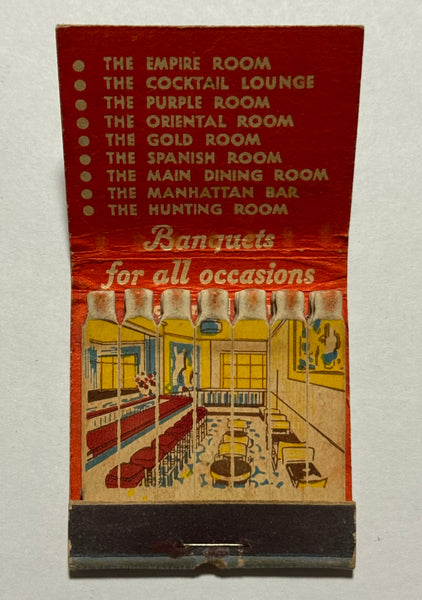 ● THE EMPIRE ROOM
● THE COCKTAIL LOUNGE
● THE PURPLE ROOM
● THE ORIENTAL ROOM
● THE GOLD ROOM
● THE SPANISH ROOM
● THE MAIN DINING ROOM
● THE MANHATTAN BAR
● THE HUNTING ROOM
Banquets
for all occasions